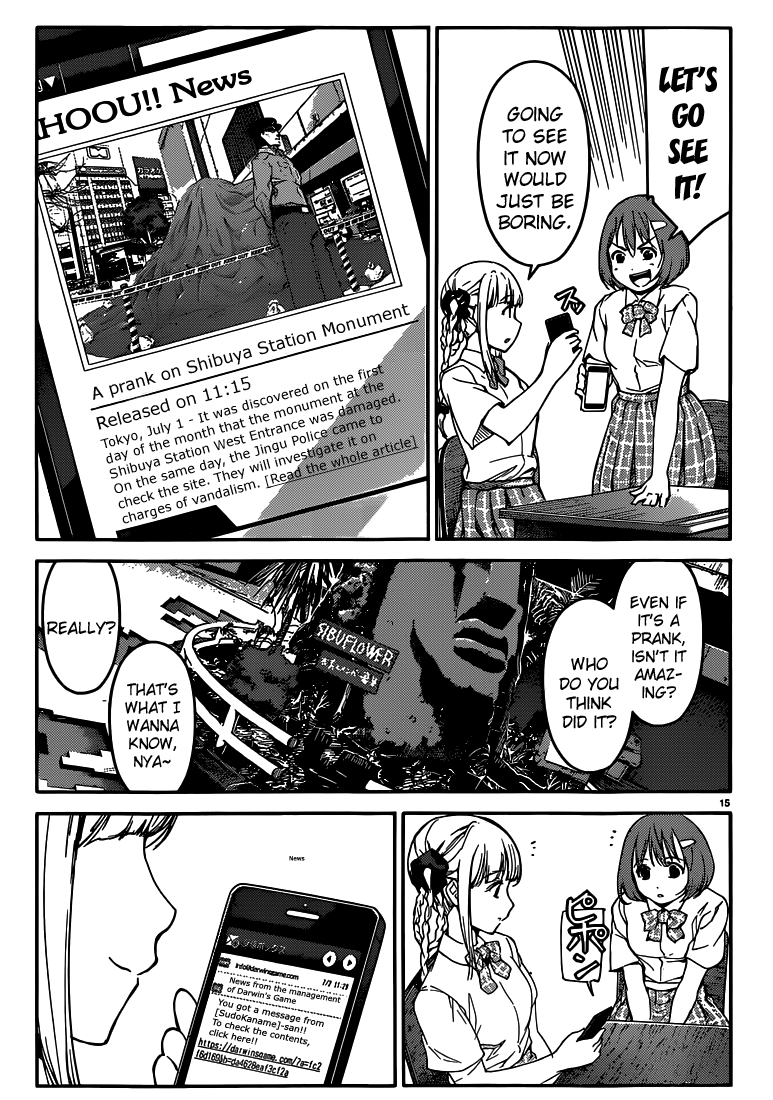 LET'S
GO
SEE
IT!
GOING
TO SEE
IT NOW
WOULD
JUST BE
BORING.
スッ
HOOU!! News
A prank on Shibuya Station Monument
Released on 11:15
Tokyo, July 1 - It was discovered on the first
day of the month that the monument at the
Shibuya Station West Entrance was damaged.
On the same day, the Jingu Police came to
check the site. They will investigate it on
charges of vandalism. [Read the whole article]
EVEN IF
IT'S A
PRANK,
ISN'T IT
AMAZ-
ING?
WHO
DO YOU
THINK
DID IT?
FLOWER
REALLY?
THAT'S
WHAT I
WANNA
KNOW,
NYA~
15
ピポン
News
info@darwinsgame.com
News from the management
of Darwin's Game
You got a message from
[SudoKaname]-san!!
To check the contents,
click here!!